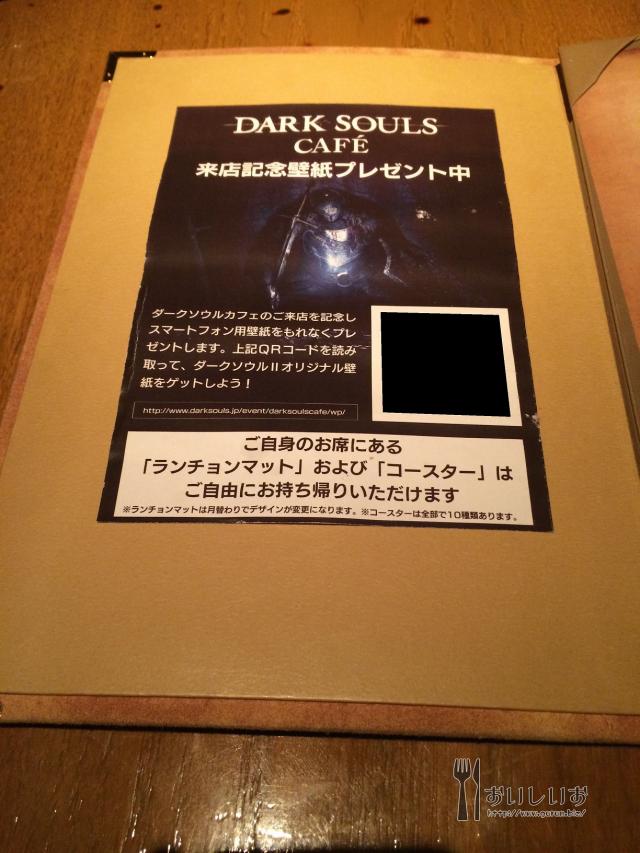 DARK SOULS
CAFÉ
来店記念壁紙プレゼント中
ダークソウルカフェのご来店を記念し
スマートフォン用壁紙をもれなくプレ
ゼントします。上記QRコードを読み
取って、ダークソウルⅡオリジナル壁
紙をゲットしよう！
http://www.darksouls.jp/event/darksoulscafe/wp/
ご自身のお席にある
「ランチョンマット」および「コースター」は
ご自由にお持ち帰りいただけます
※ランチョンマットは月替わりでデザインが変更になります。※コースターは全部で10種類あります。
おいしいお
https://www.gurun.biz/